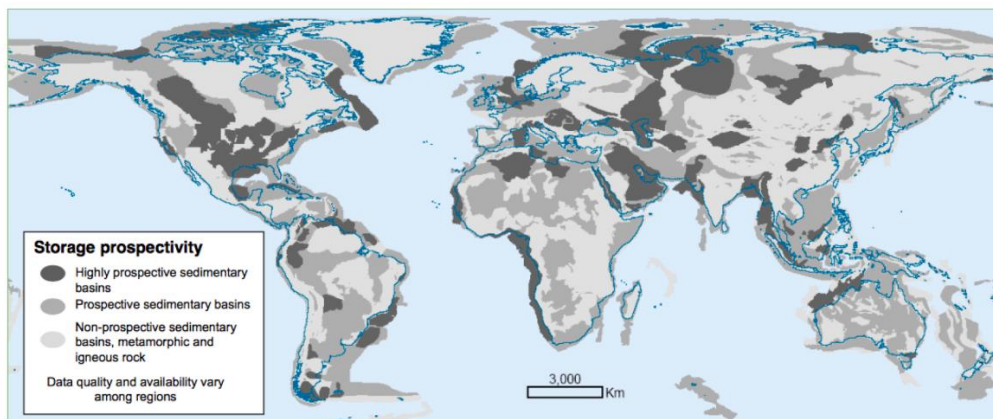 Storage prospectivity
Highly prospective sedimentary
basins
Prospective sedimentary basins
Non-prospective sedimentary
basins, metamorphic and
igneous rock
Data quality and availability vary
among regions
3,000
Km